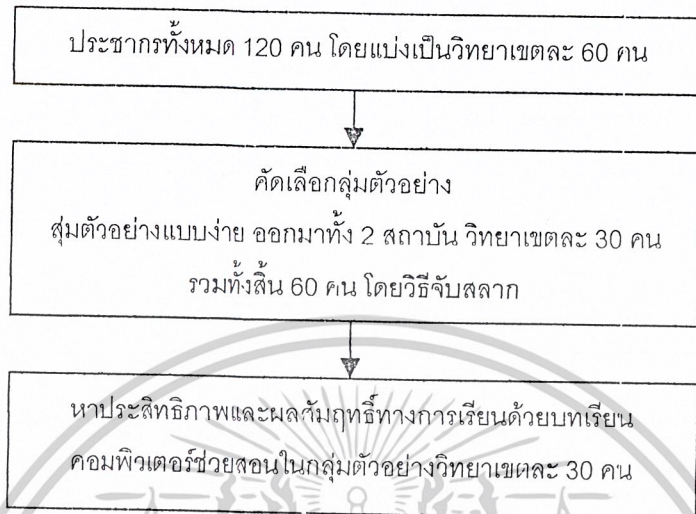 ประชากรทั้งหมด 120 คน โดยแบ่งเป็นวิทยาเขตละ 60 คน
คัดเลือกลุ่มตัวอย่าง
สุ่มตัวอย่างแบบง่าย ออกมาทั้ง 2 สถาบัน วิทยาเขตละ 30 คน
รวมทั้งสิ้น 60 คน โดยวิธีจับสลาก
หาประสิทธิภาพและผลสัมฤทธิ์ทางการเรียนด้วยบทเรียน
คอมพิวเตอร์ช่วยสอนในกลุ่มตัวอย่างวิทยาเขตละ 30 คน